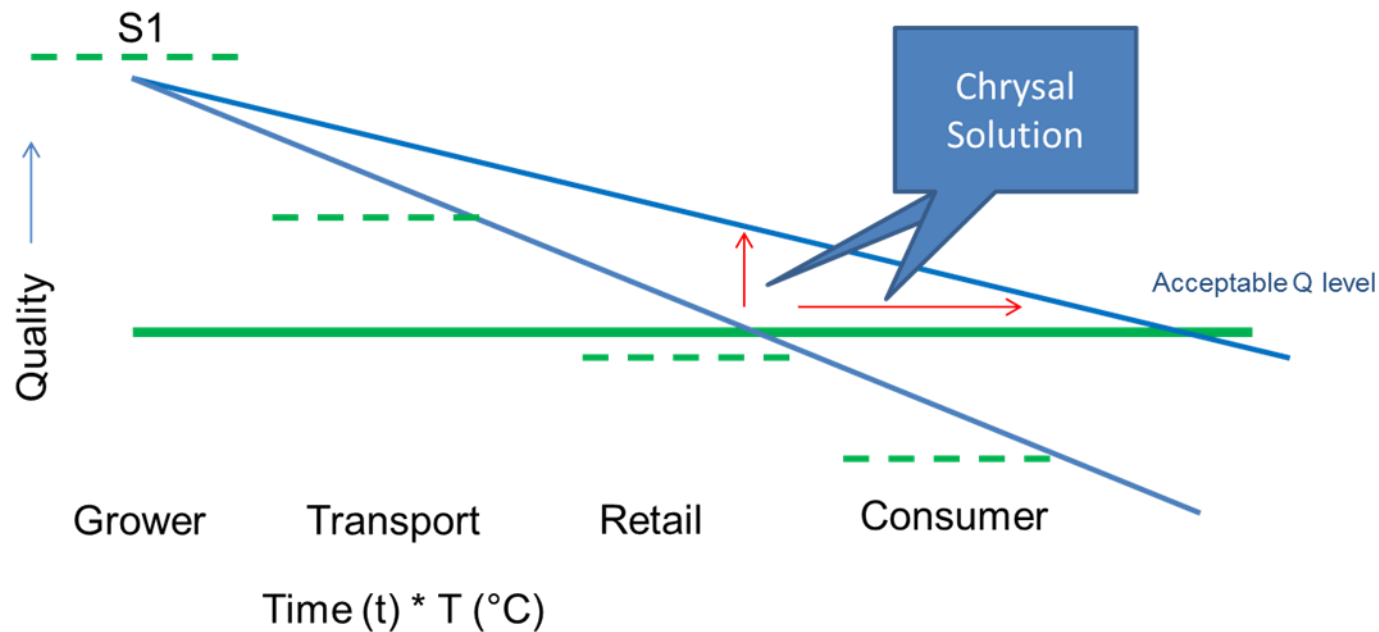 S1
Chrysal
Solution
Quality
Acceptable Q level
Grower
Transport
Retail
Consumer
Time (t) * T (°C)